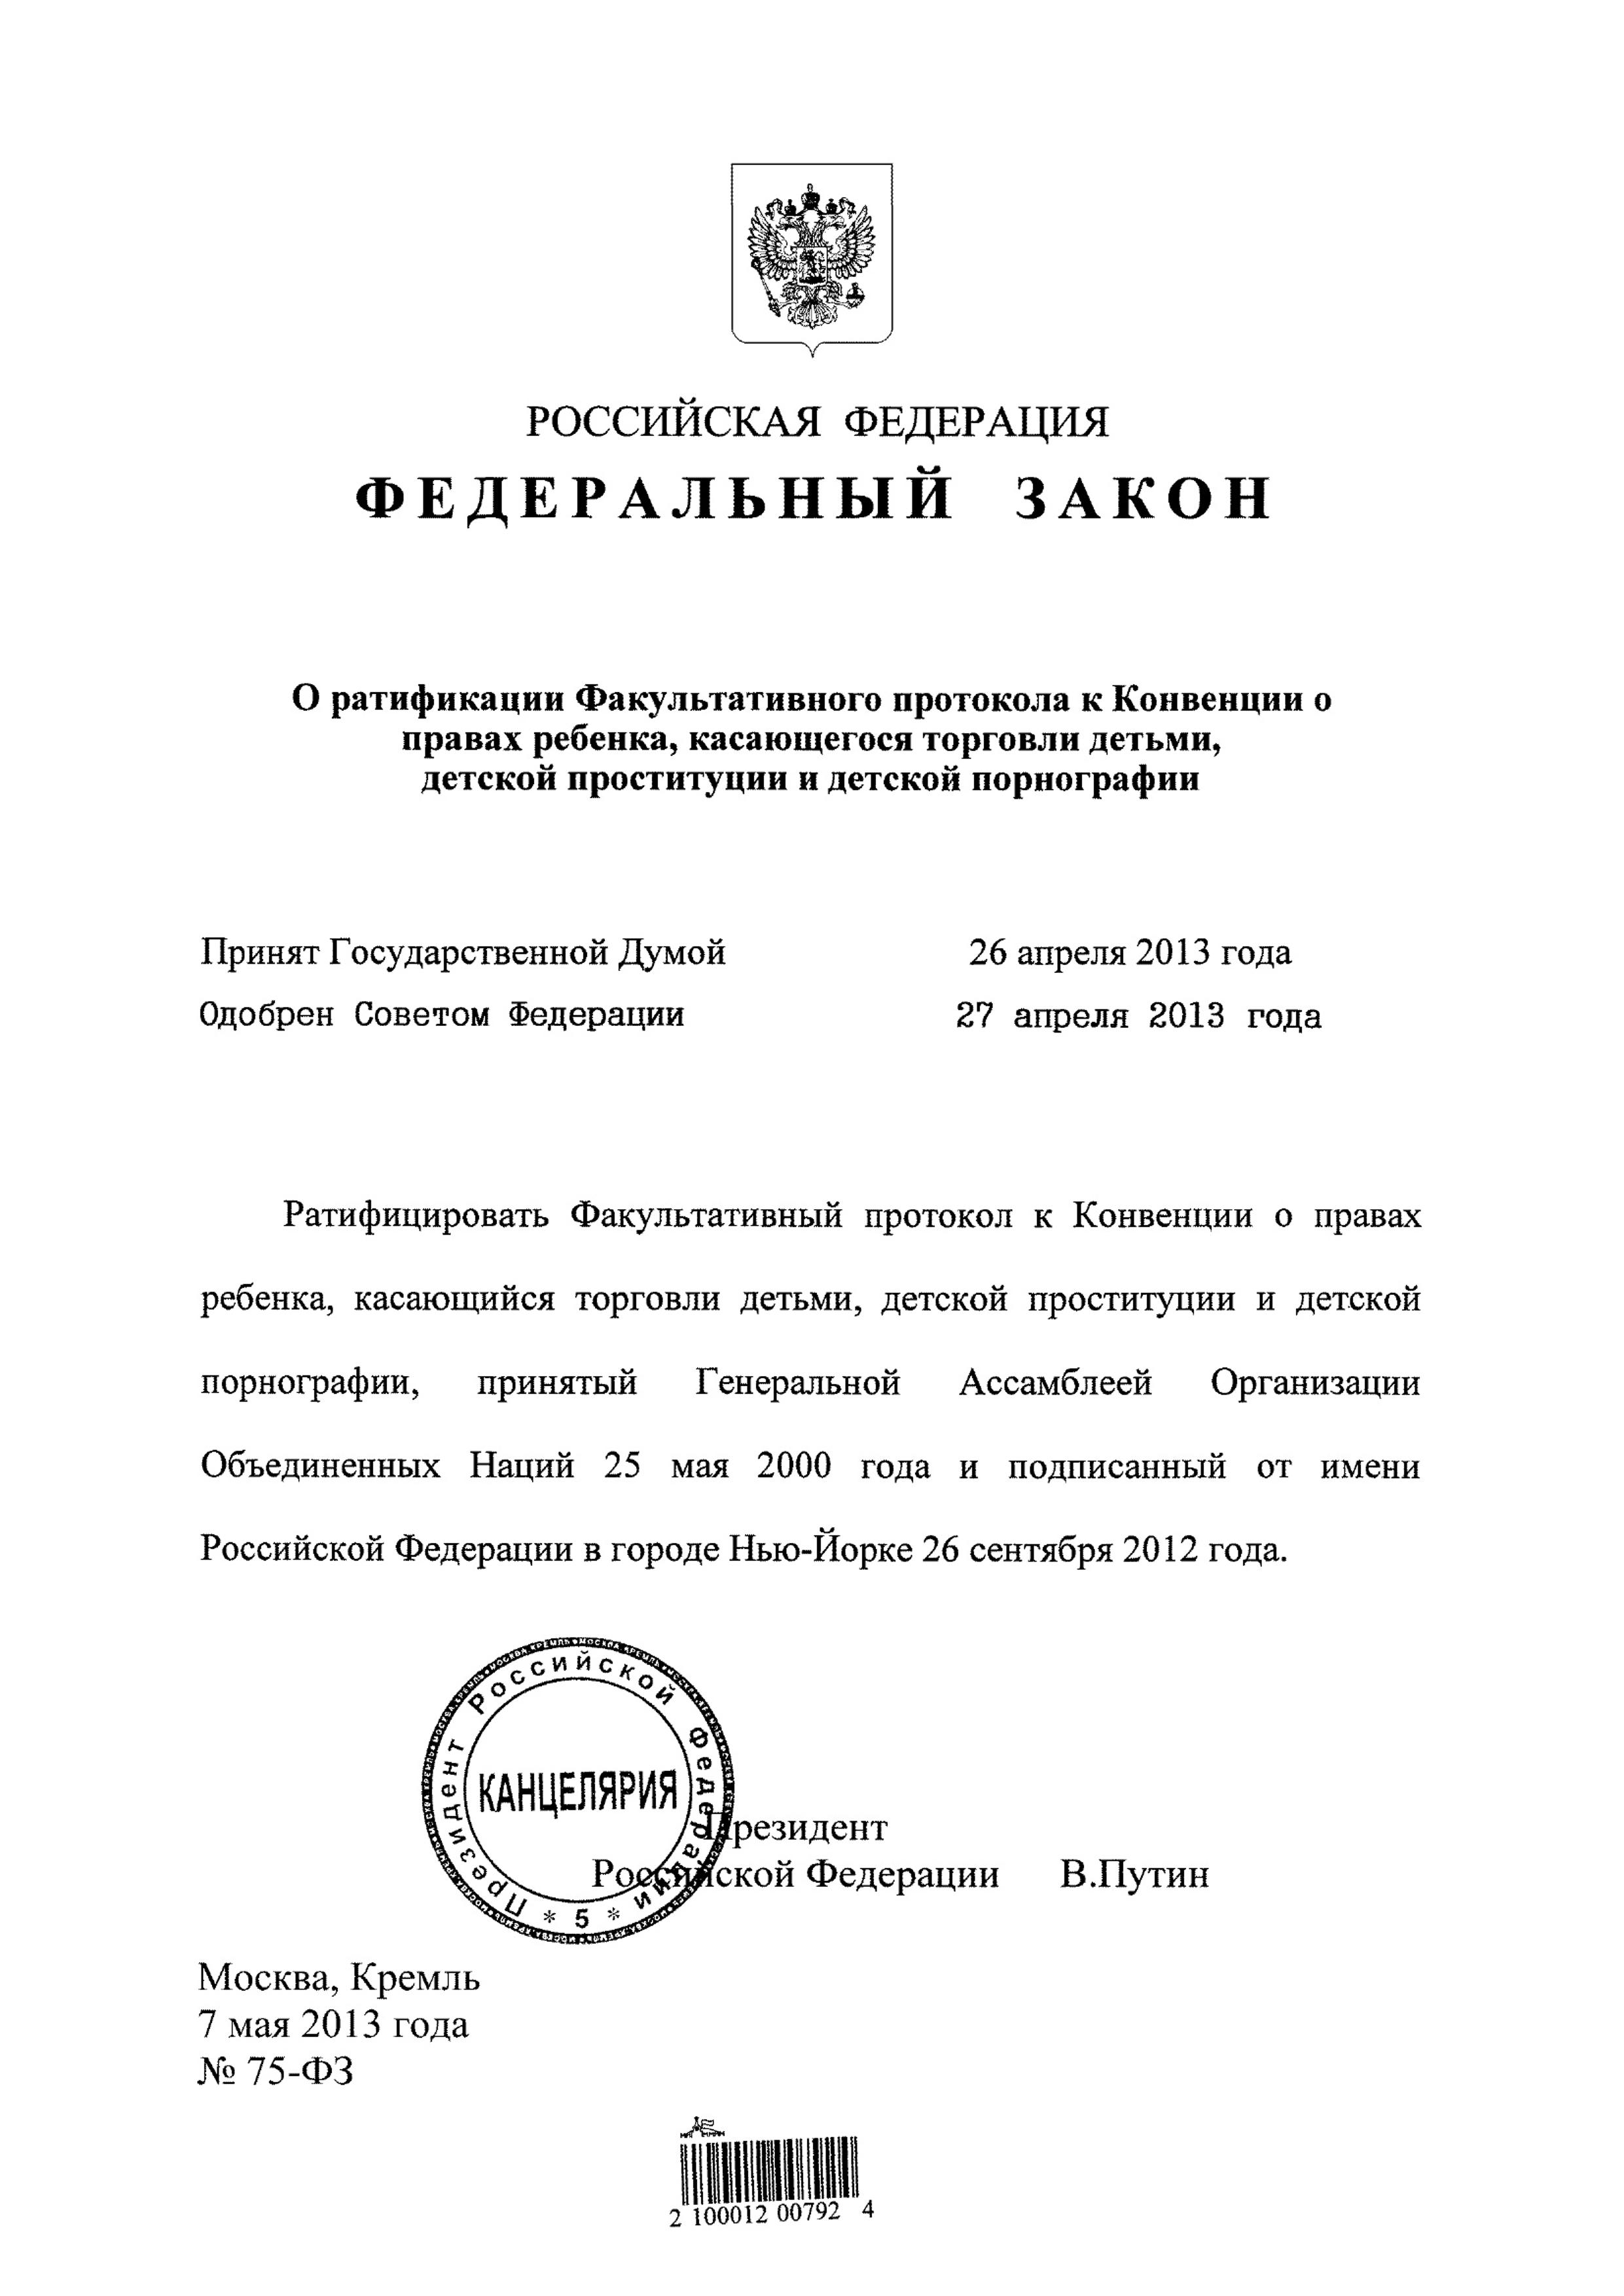 РОССИЙСКАЯ ФЕДЕРАЦИЯ
ФЕДЕРАЛЬНЫЙ ЗАКОН
О ратификации Факультативного протокола к Конвенции о
правах ребенка, касающегося торговли детьми,
детской проституции и детской порнографии
Принят Государственной Думой 26 апреля 2013 года
Одобрен Советом Федерации 27 апреля 2013 года
Ратифицировать Факультативный протокол к Конвенции о правах
ребенка, касающийся торговли детьми, детской проституции и детской
порнографии, принятый Генеральной Ассамблеей Организации
Объединенных Наций 25 мая 2000 года и подписанный от имени
Российской Федерации в городе Нью-Йорке 26 сентября 2012 года.
Президент Российской Федерации * 5 *
КАНЦЕЛЯРИЯ
Президент
Российской Федерации В.Путин
Москва, Кремль
7 мая 2013 года
№ 75-ФЗ
2 100012 00792 4